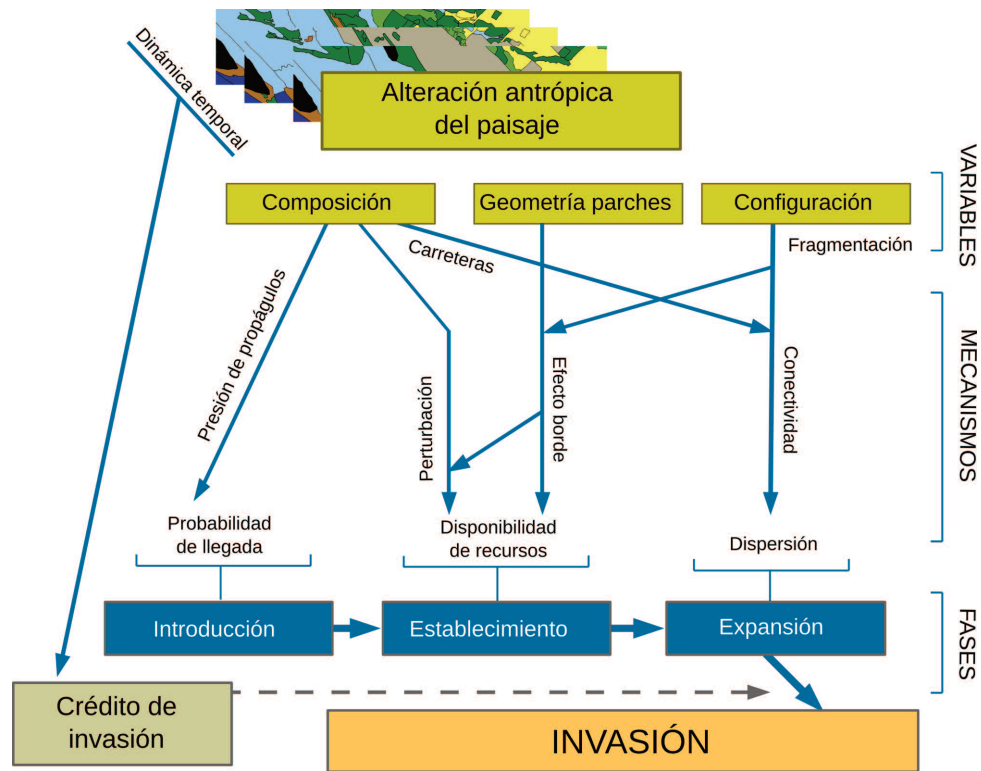 Dinámica temporal
Alteración antrópica
del paisaje
VARIABLES
Composición
Geometría parches
Configuración
Carreteras
Fragmentación
Presión de propágulos
Perturbación
Efecto borde
Conectividad
MECANISMOS
Probabilidad
de llegada
Disponibilidad
de recursos
Dispersión
Introducción
Establecimiento
Expansión
FASES
Crédito de
invasión
INVASIÓN